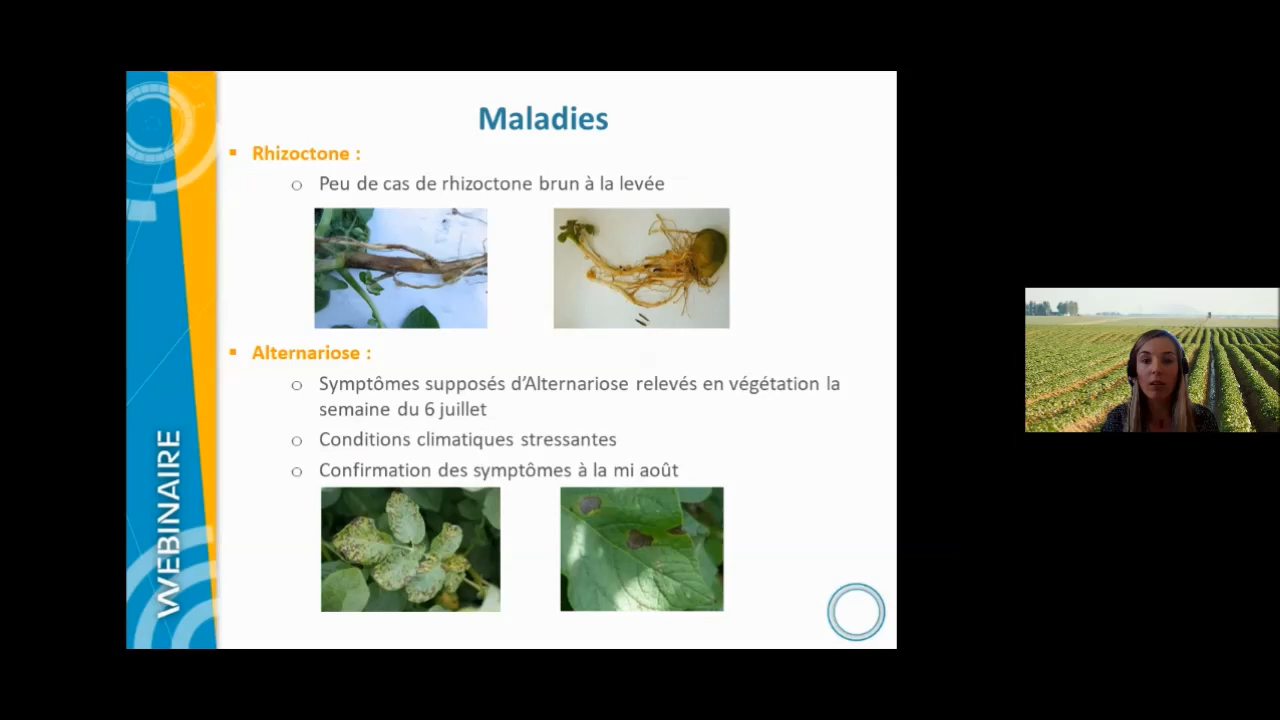 Maladies
▪ Rhizoctone :
o Peu de cas de rhizoctone brun à la levée
▪ Alternariose :
o Symptômes supposés d'Alternariose relevés en végétation la
semaine du 6 juillet
o Conditions climatiques stressantes
o Confirmation des symptômes à la mi août
WEBINAIRE